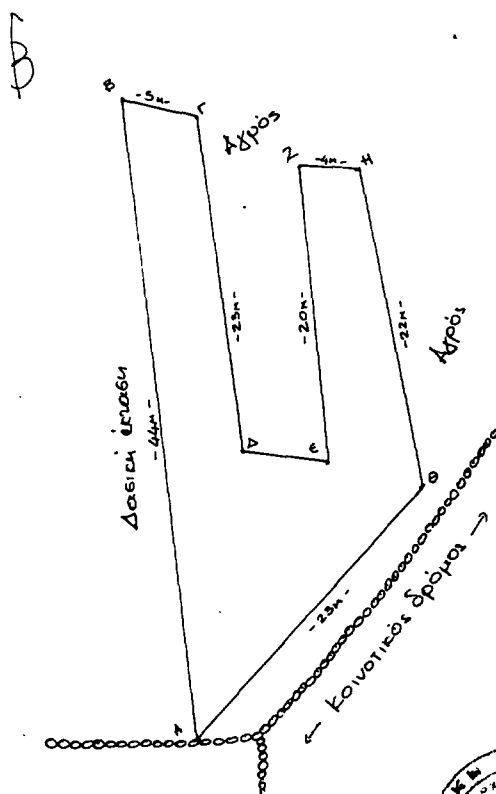 B
-5μ-
Γ
Αγρός
Ζ
-4μ-
Η
-23μ-
-20μ-
-22μ-
Αγρός
Δασική έκταση
-44μ-
Δ
Ε
Θ
-23μ-
← Κοινοτικός δρόμος →